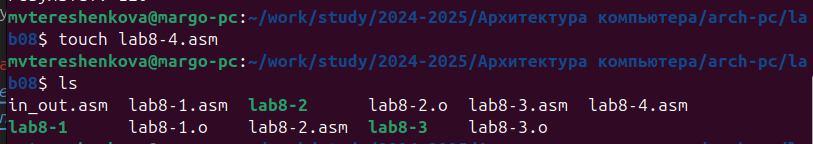 mvtereshenkova@margo-pc:~/work/study/2024-2025/Архитектура компьютера/arch-pc/la
b08$ touch lab8-4.asm
mvtereshenkova@margo-pc:~/work/study/2024-2025/Архитектура компьютера/arch-pc/la
b08$ ls
in_out.asm lab8-1.asm lab8-2 lab8-2.o lab8-3.asm lab8-4.asm
lab8-1 lab8-1.o lab8-2.asm lab8-3 lab8-3.o